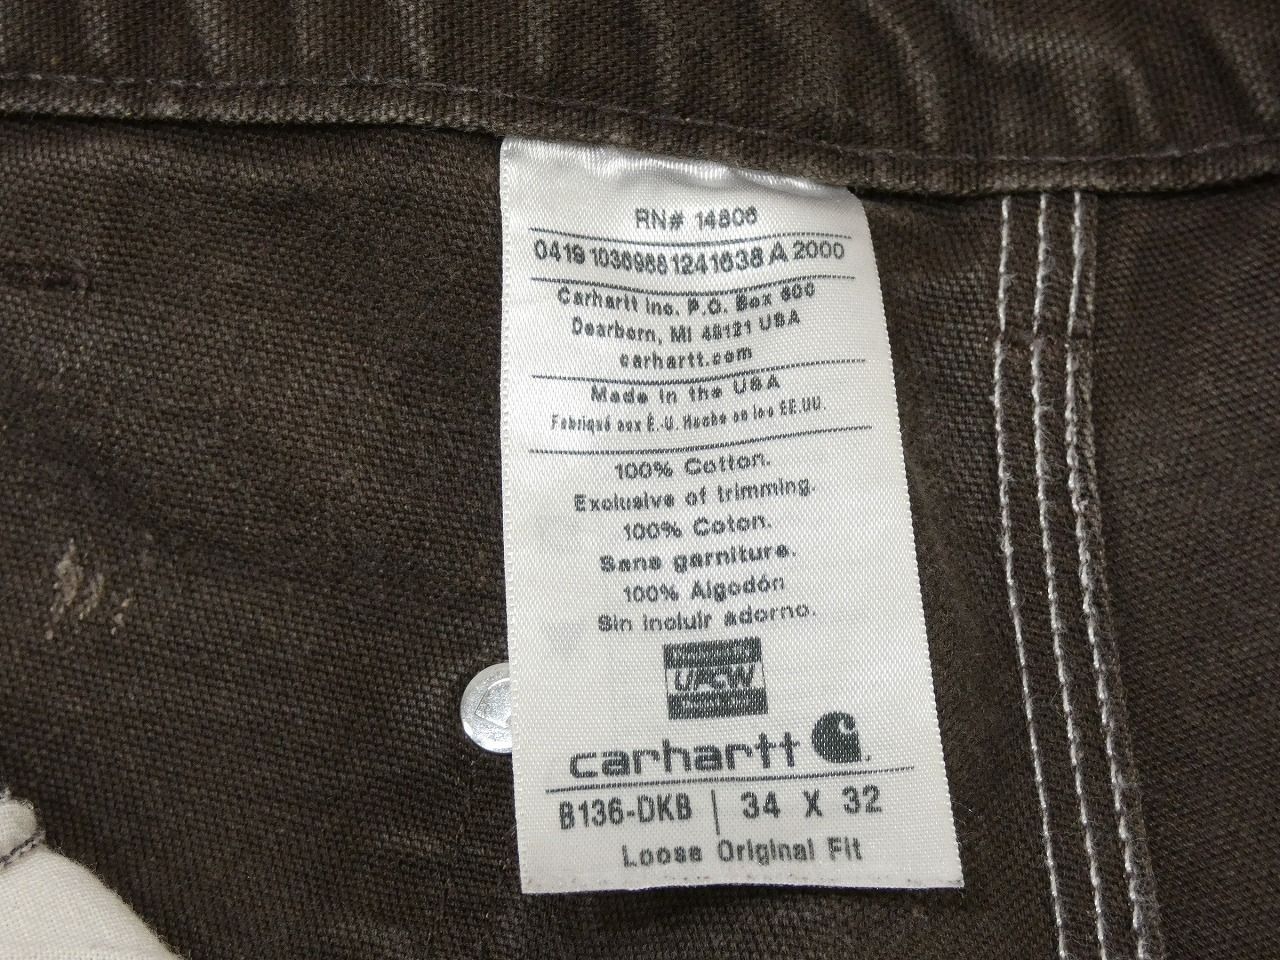 RN# 14806
0419 1036968 1241638 A 2000
Carhartt Inc. P.O. Box 600
Dearborn, MI 48121 USA
carhartt.com
Made in the USA
Fabriqué aux É.-U. Hecho en los EE.UU.
100% Cotton.
Exclusive of trimming.
100% Coton.
Sans garniture.
100% Algodón
Sin incluir adorno.
UFCW
carhartt
B136-DKB | 34 X 32
Loose Original Fit